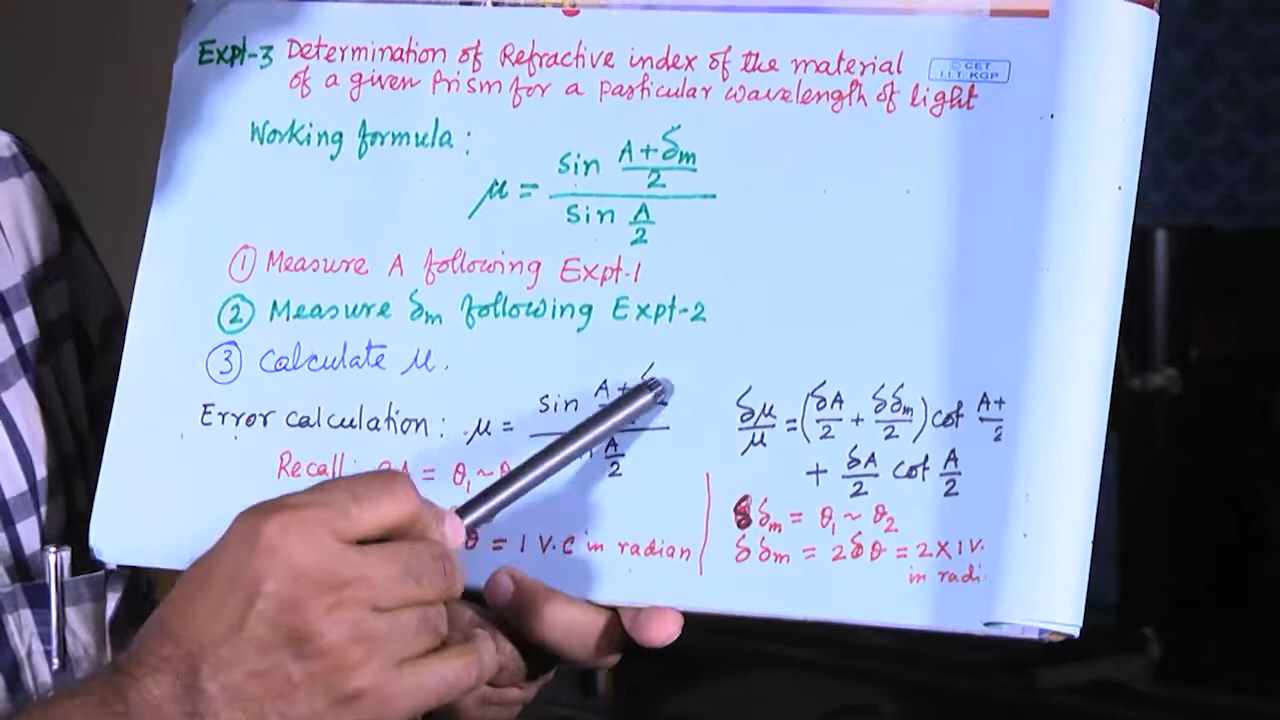 Expt-3 Determination of Refractive index of the material
of a given prism for a particular wavelength of light
© CET
I.I.T. KGP
Working formula:
μ = sin (A+δm)/2 / Sin A/2
① Measure A following Expt-1
② Measure δm following Expt-2
③ Calculate μ.
Error calculation: μ = sin A+ / A/2
δμ/μ = (δA/2 + δδm/2) cot A+/2
+ δA/2 cot A/2
Recall: A = θ₁ ~
θ = 1 V.C in radian
δm = θ₁ ~ θ₂
δδm = 2δθ = 2 X 1 V.
in radi